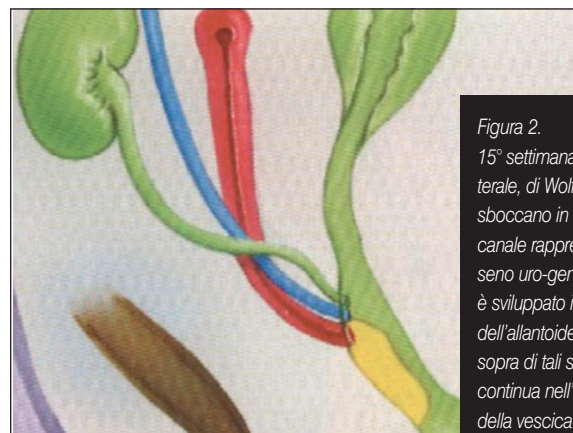 Figura 2.
15° settimana
terale, di Wolf
sboccano in
canale rappre
seno uro-gen
è sviluppato i
dell'allantoide
sopra di tali s
continua nell'
della vescica